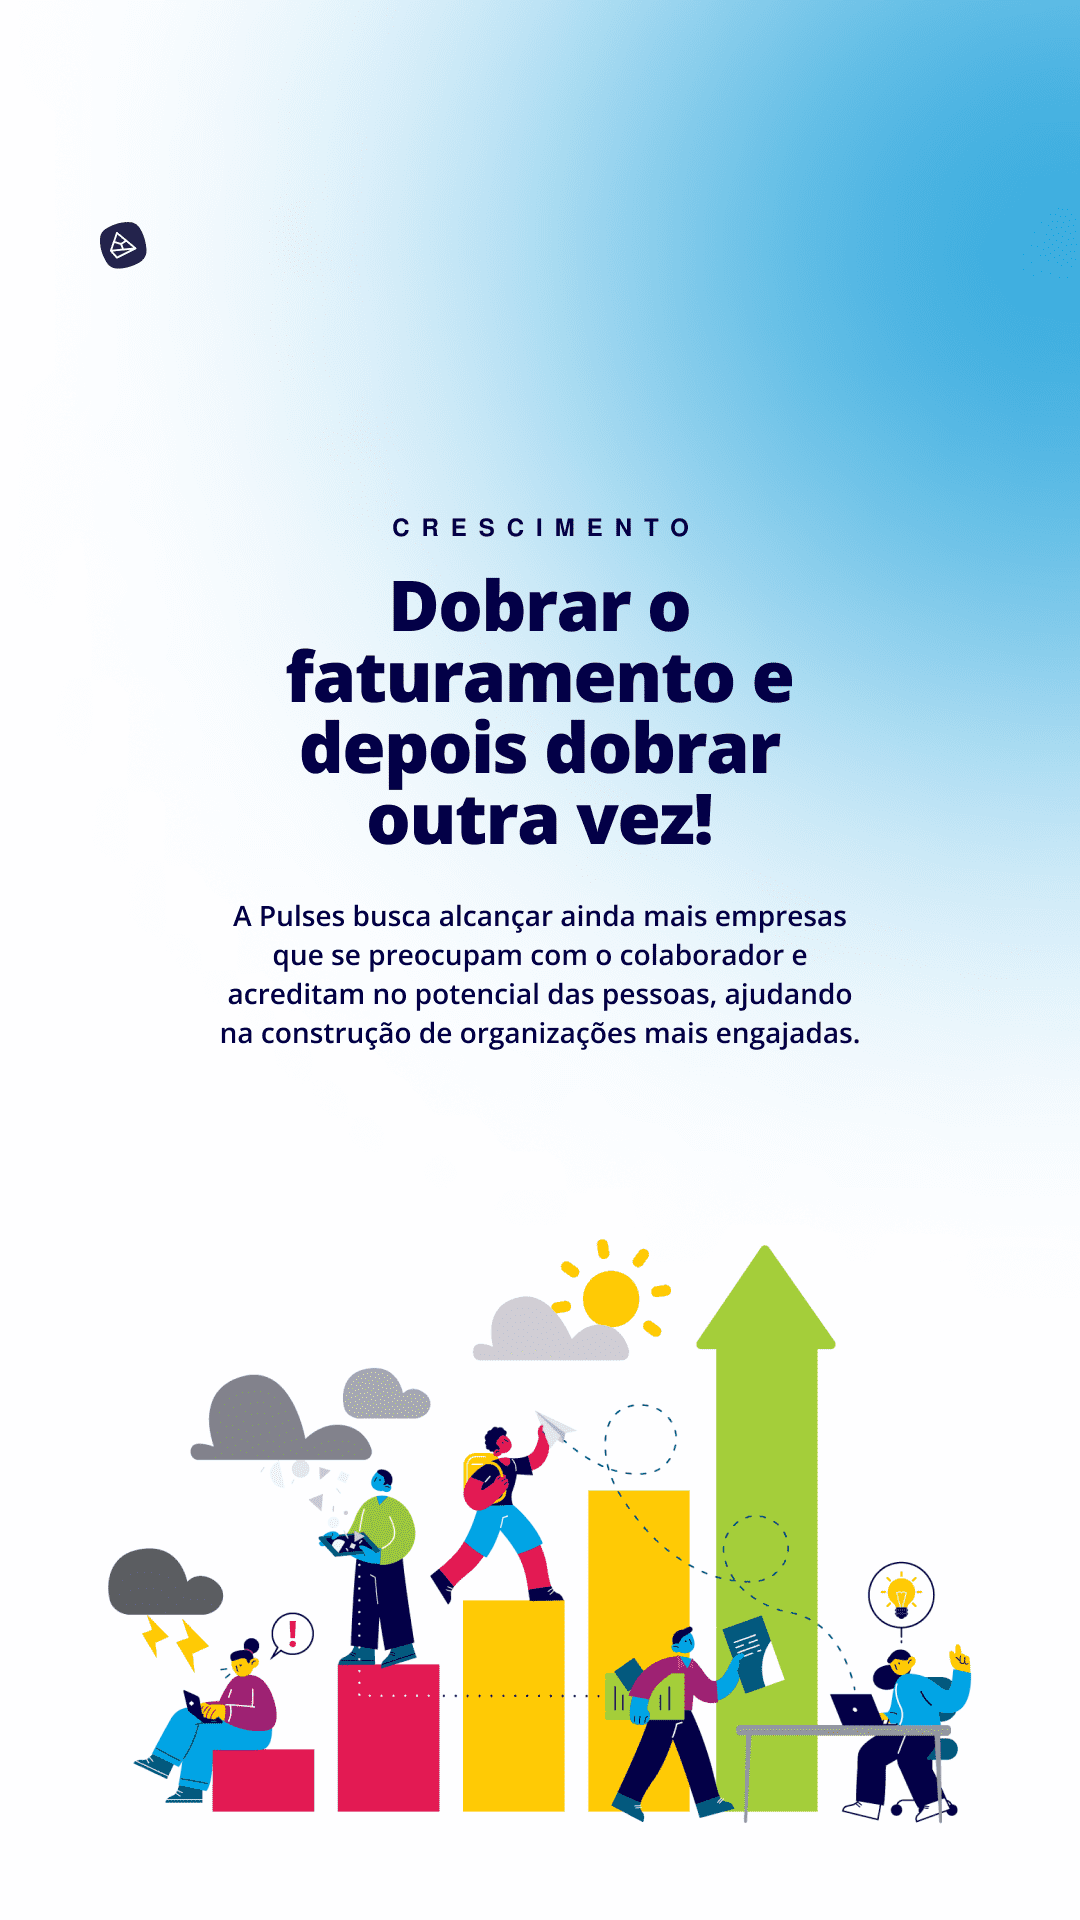 CRESCIMENTO
Dobrar o
faturamento e
depois dobrar
outra vez!
A Pulses busca alcançar ainda mais empresas
que se preocupam com o colaborador e
acreditam no potencial das pessoas, ajudando
na construção de organizações mais engajadas.
!